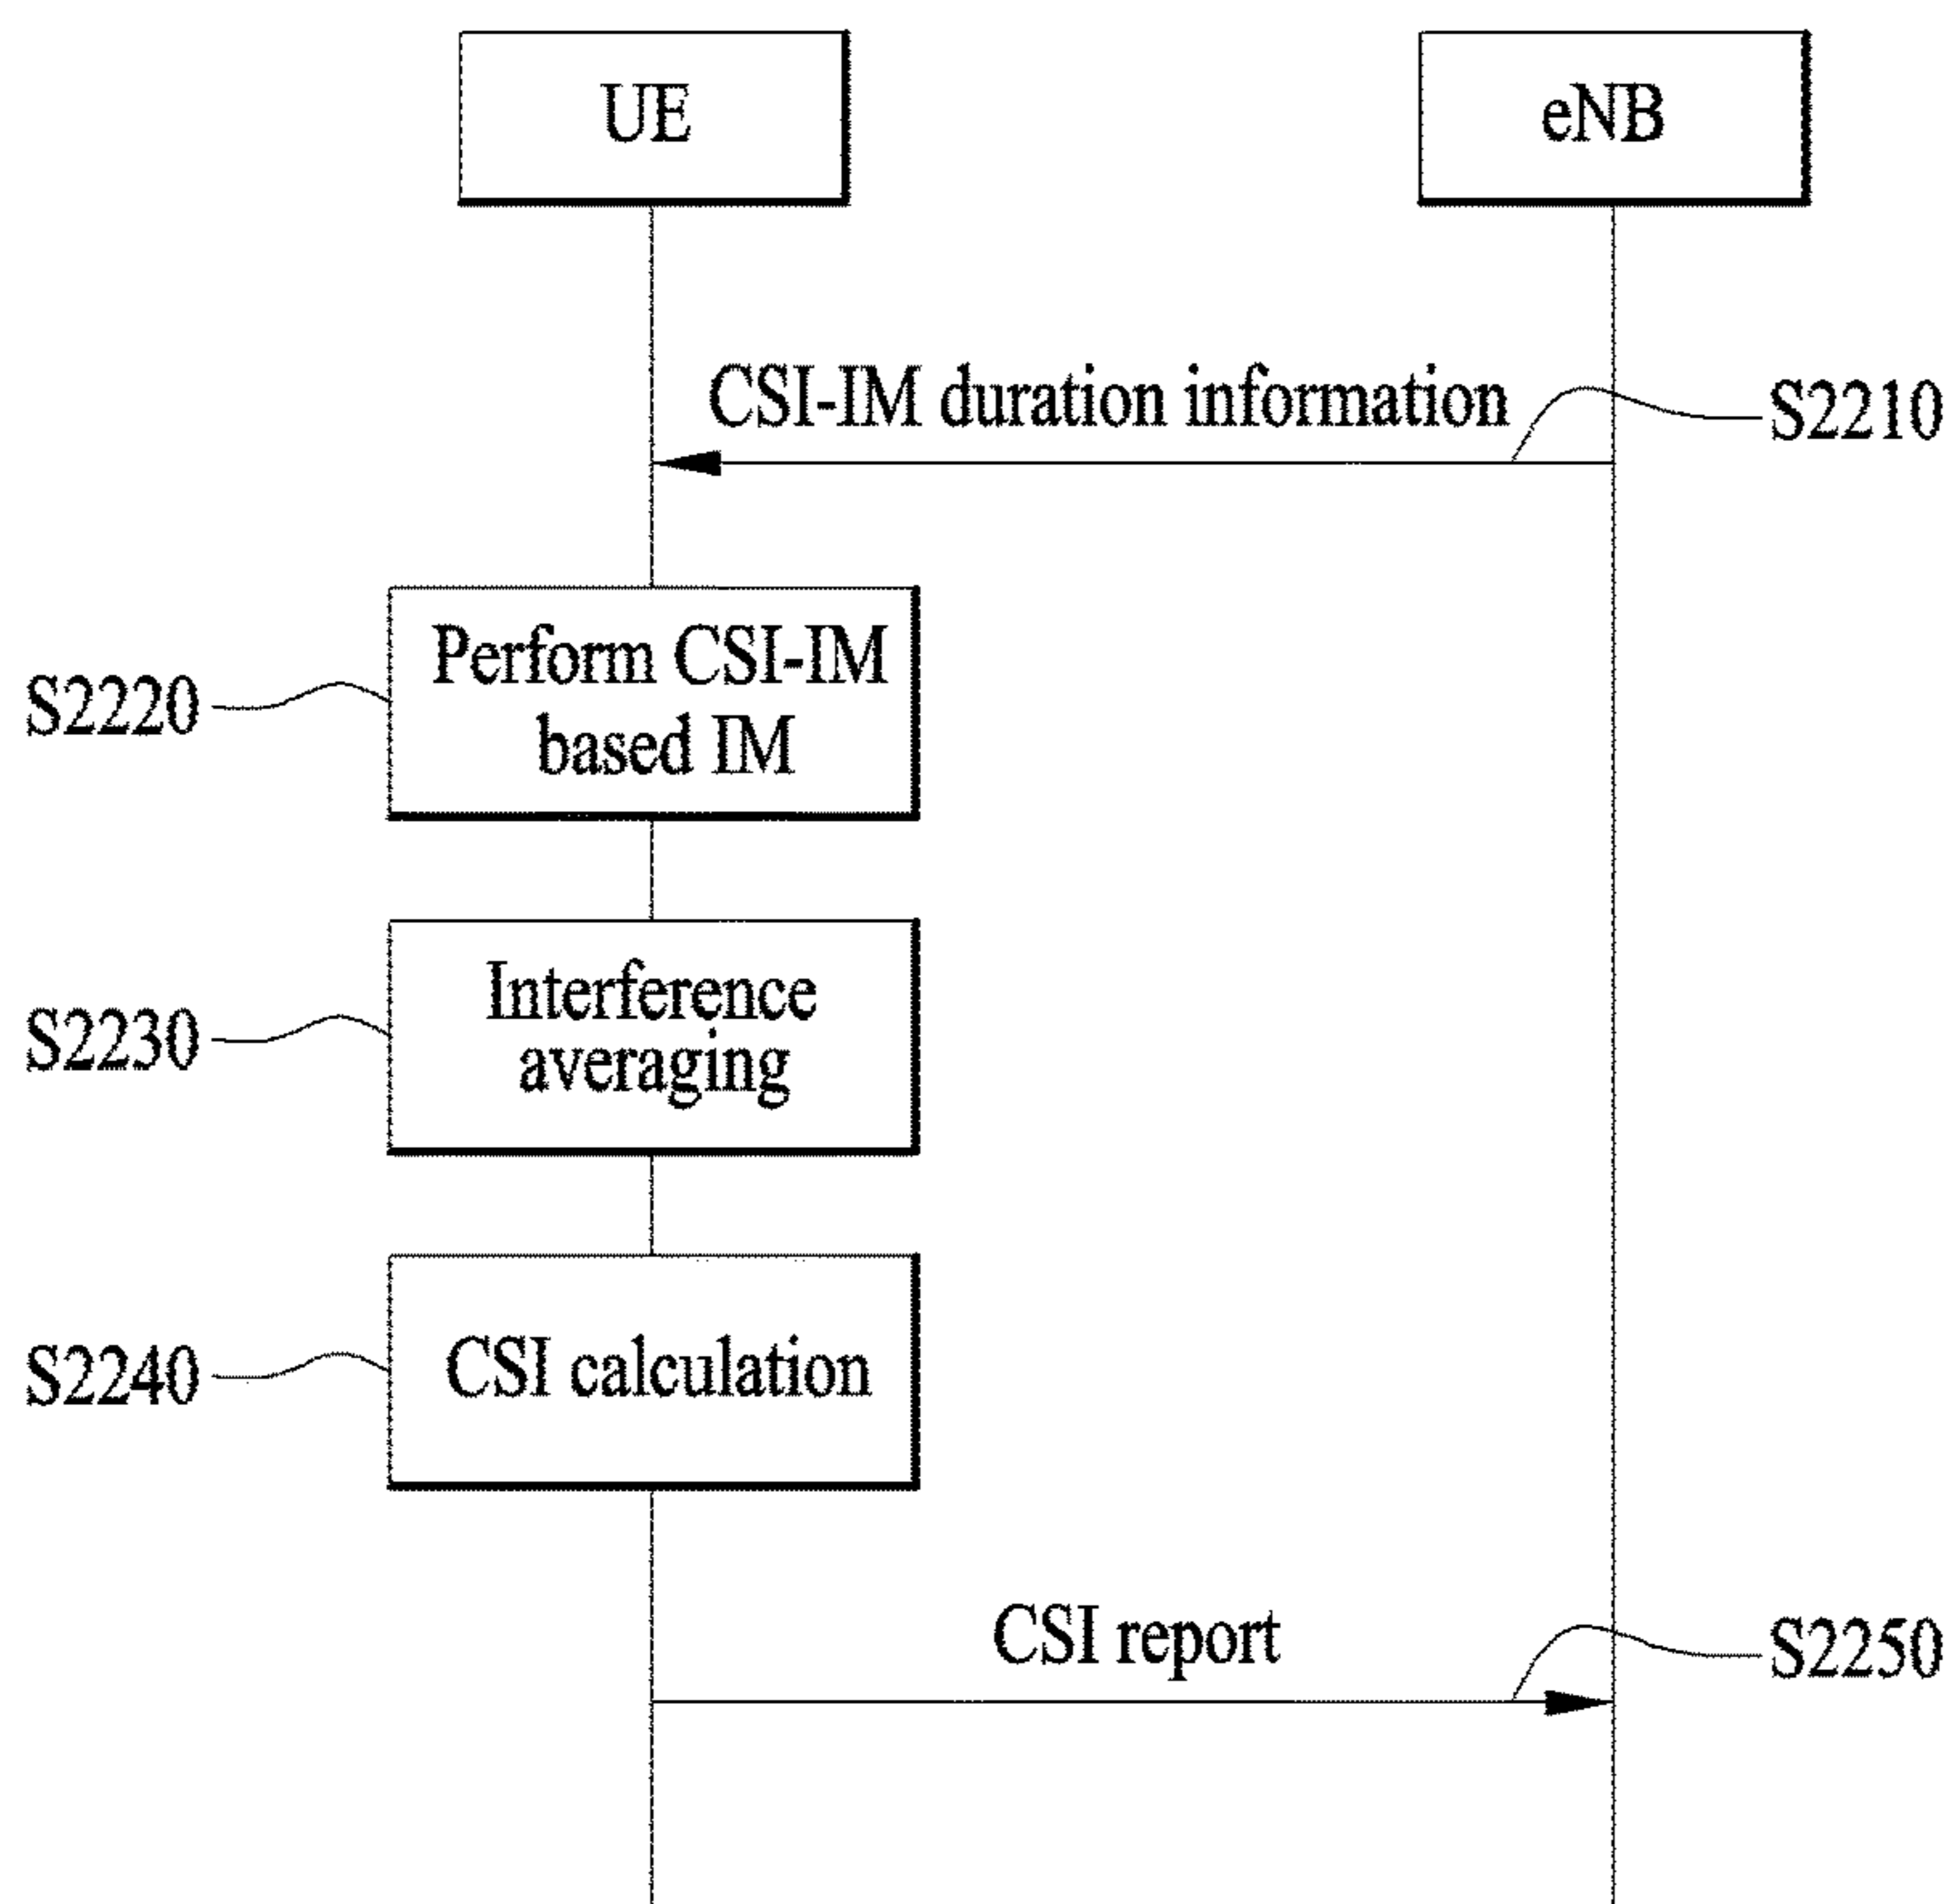 UE
eNB
CSI-IM duration information
S2210
Perform CSI-IM
based IM
S2220
Interference
averaging
S2230
CSI calculation
S2240
CSI report
S2250